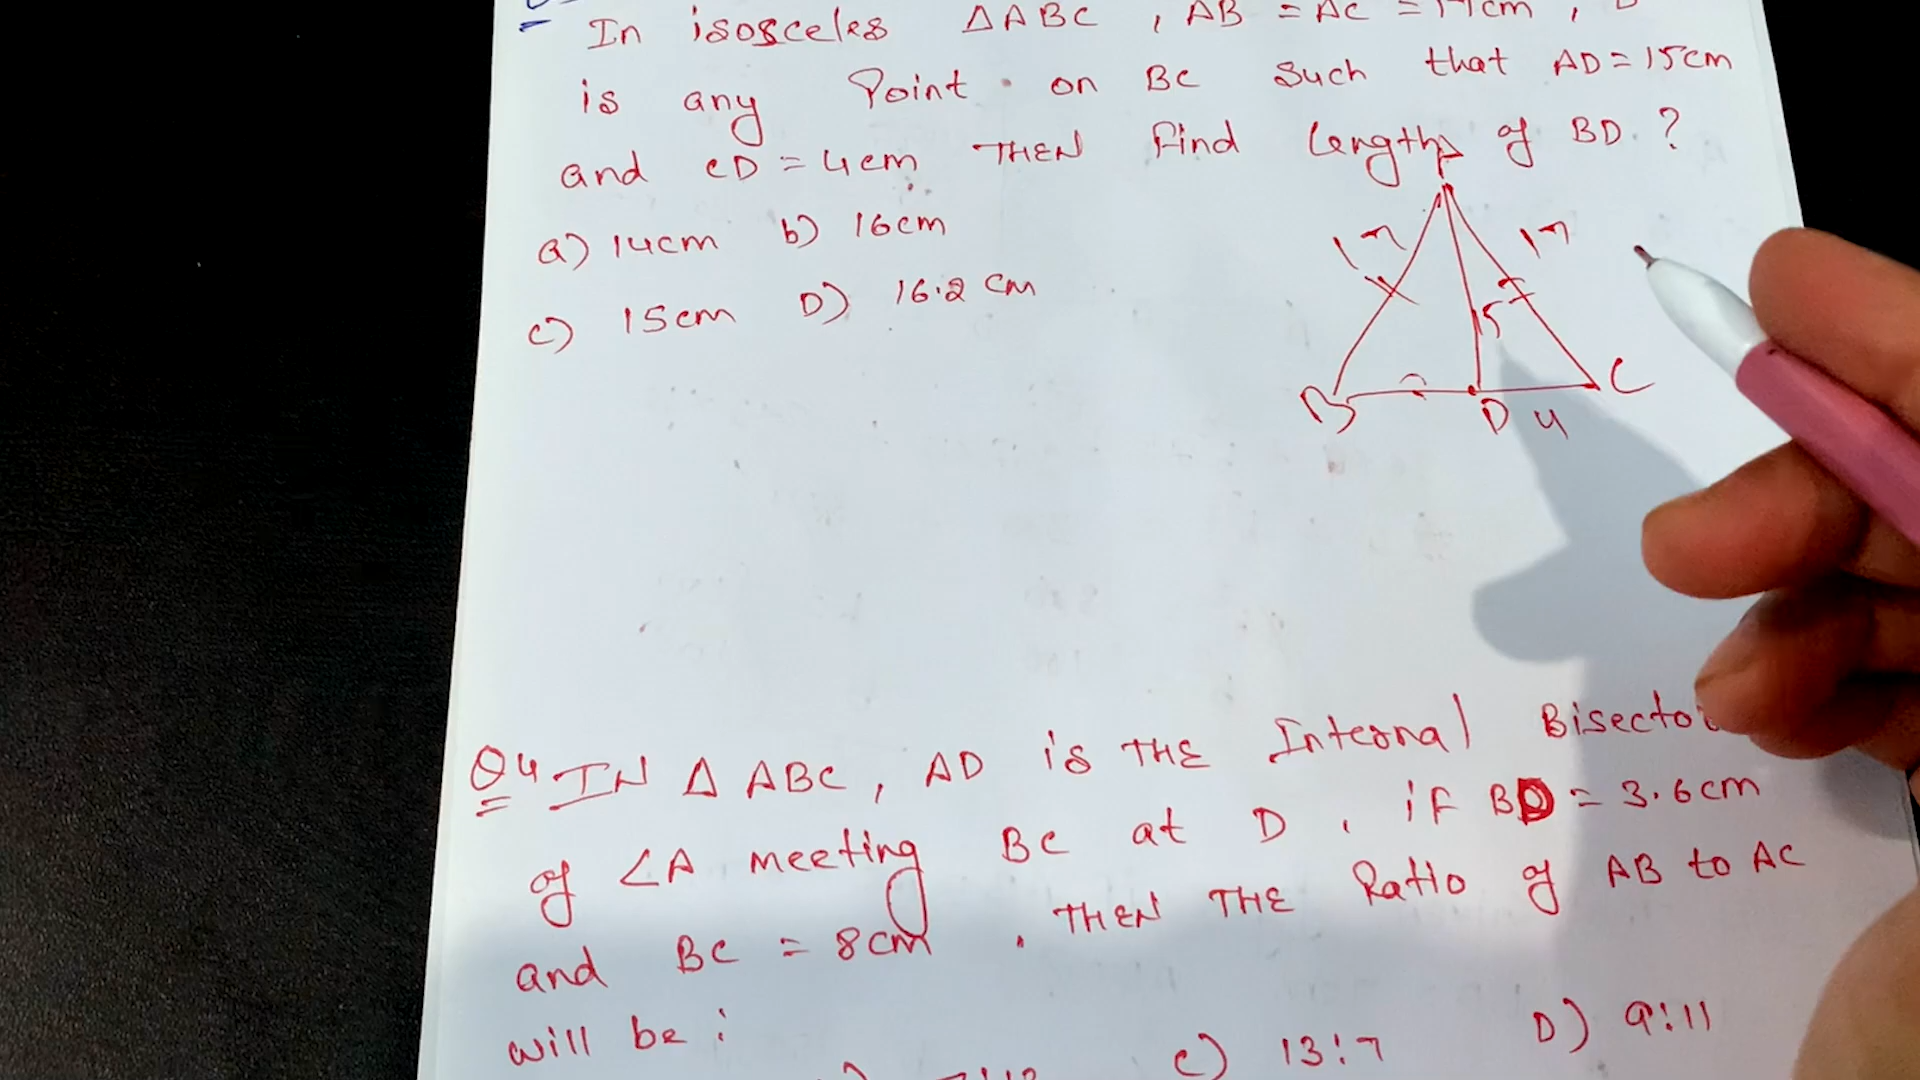 In isosceles ΔABC , AB = AC = 17cm , D
is any Point on BC Such that AD = 15cm
and CD = 4cm THEN Find Length of BD. ?
a) 14cm b) 16cm
c) 15cm D) 16.2 cm
A
17 17
15
B D 4 C
Q4 IN Δ ABC, AD is THE Internal Bisector
of ∠A meeting BC at D , if BD = 3.6cm
and BC = 8cm . THEN THE Ratio of AB to AC
will be :
c) 13:7 D) 9:11